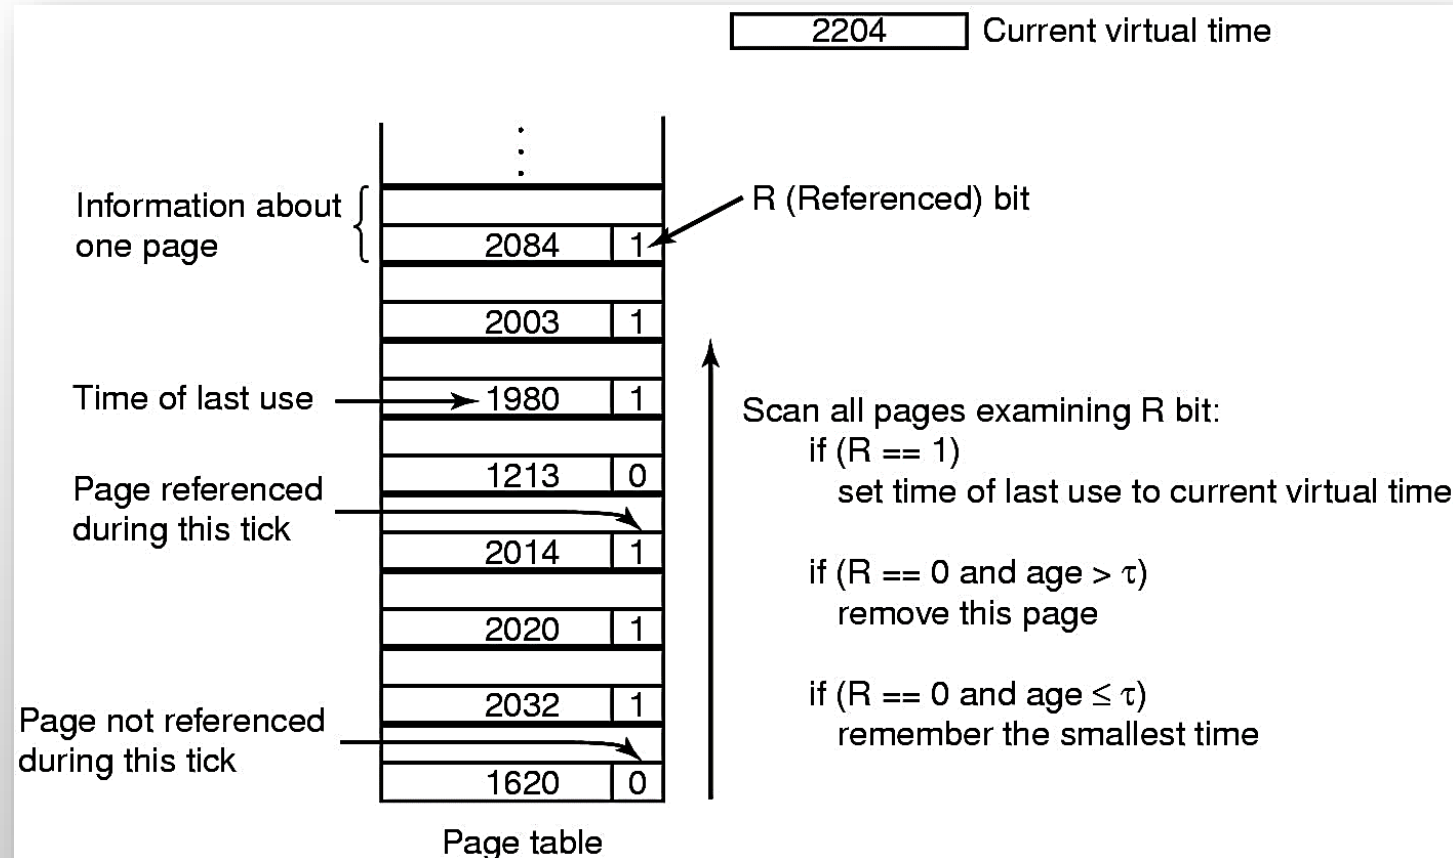 2204 Current virtual time
Information about
one page
R (Referenced) bit
2084 1
2003 1
Time of last use
1980 1
Scan all pages examining R bit:
if (R == 1)
set time of last use to current virtual time
1213 0
Page referenced
during this tick
2014 1
if (R == 0 and age > τ)
remove this page
2020 1
if (R == 0 and age ≤ τ)
remember the smallest time
2032 1
Page not referenced
during this tick
1620 0
Page table